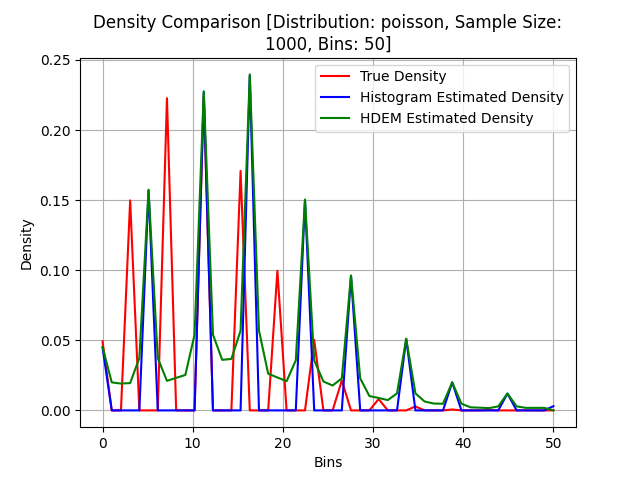 Density Comparison [Distribution: poisson, Sample Size:
1000, Bins: 50]
True Density
Histogram Estimated Density
HDEM Estimated Density
Density
0.25
0.20
0.15
0.10
0.05
0.00
0 10 20 30 40 50
Bins